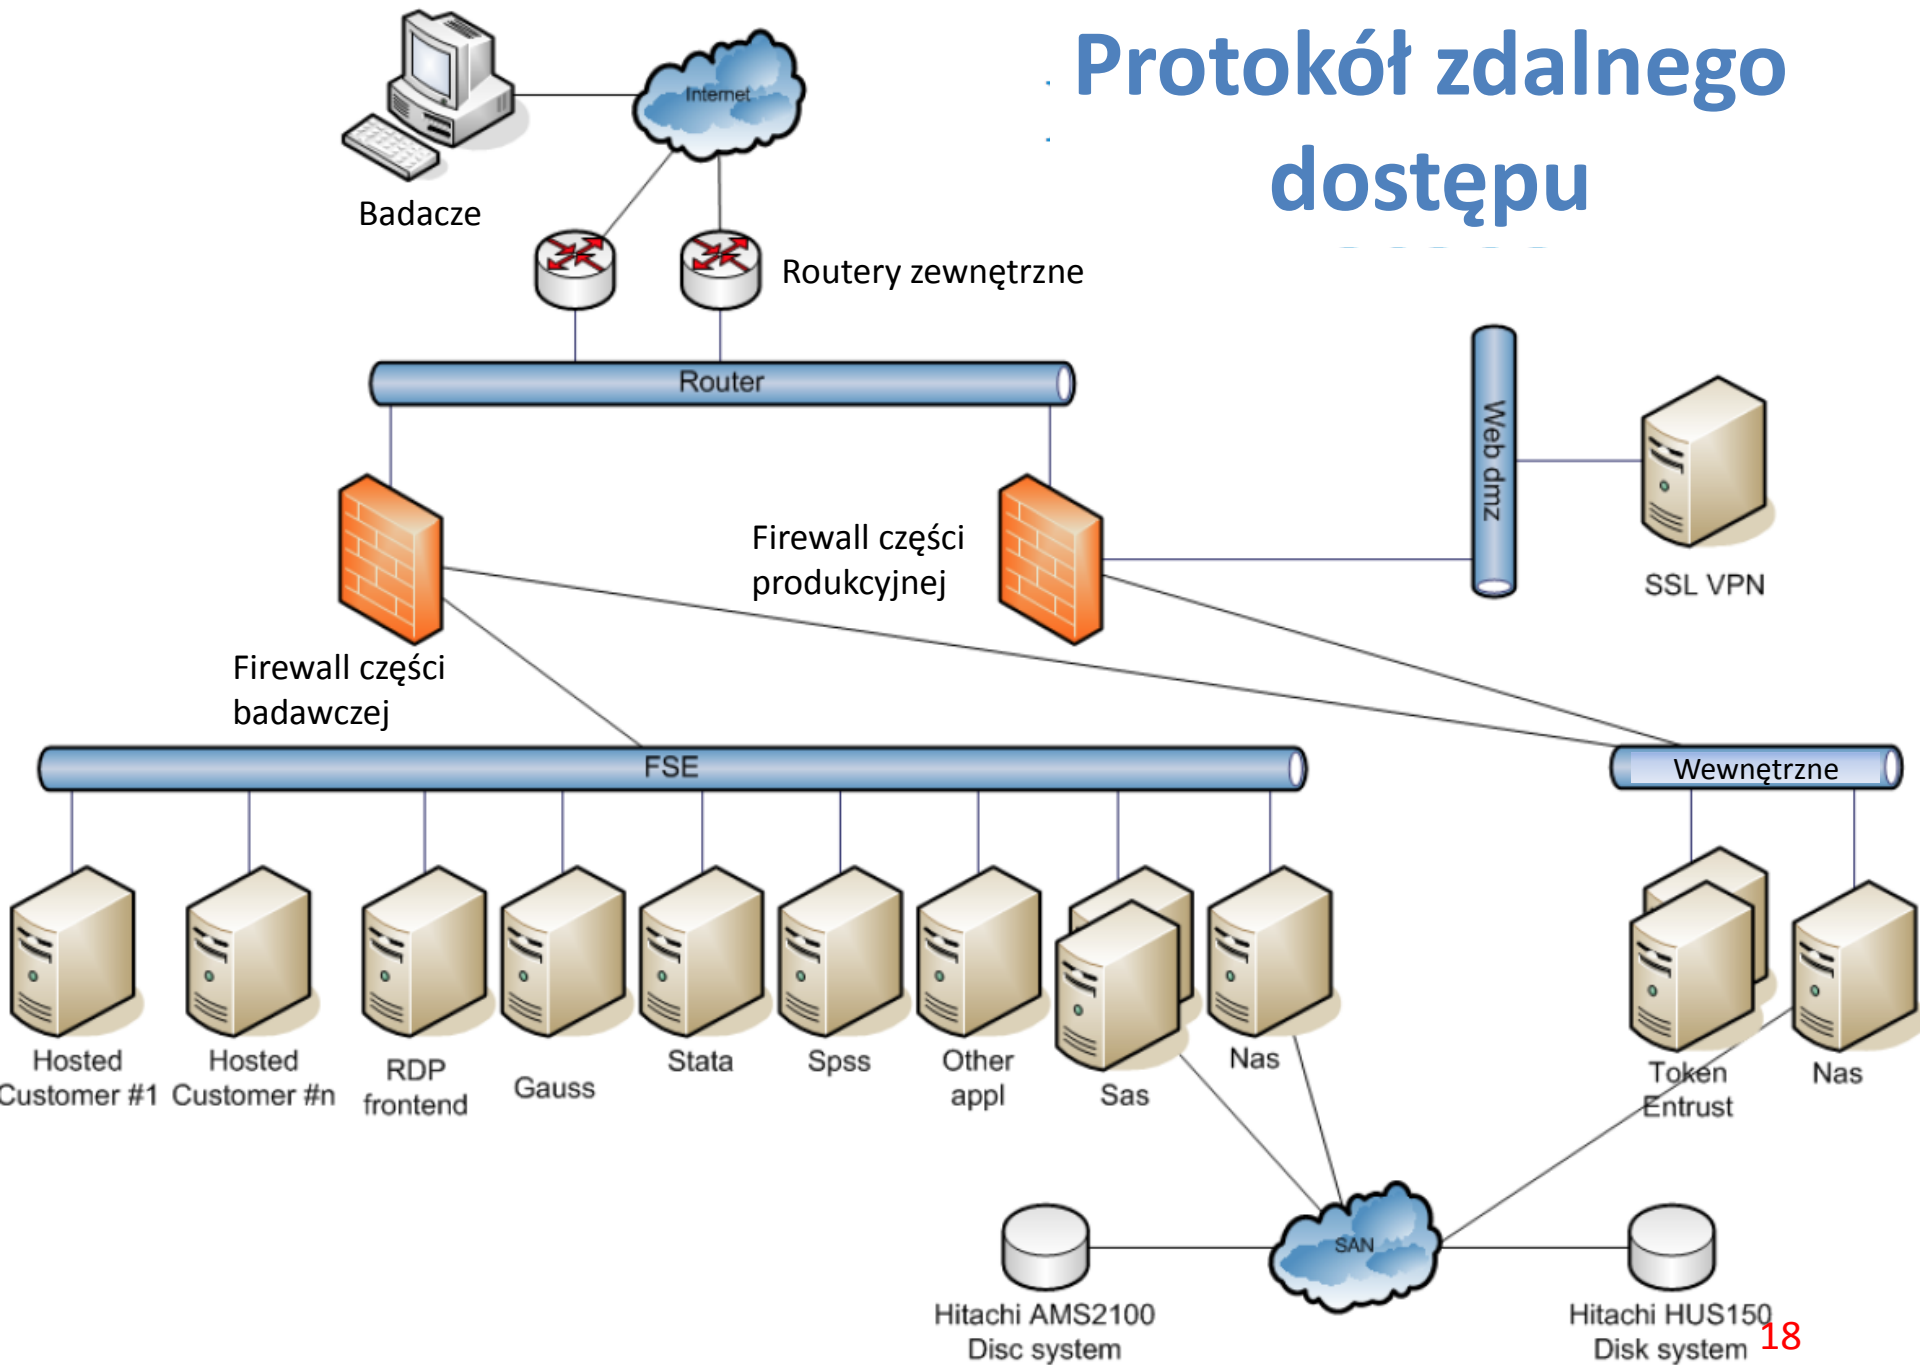 Protokół zdalnego
dostępu
Internet
Badacze
Routery zewnętrzne
Router
Web dmz
SSL VPN
Firewall części
produkcyjnej
Firewall części
badawczej
FSE
Wewnętrzne
Hosted
Customer #1
Hosted
Customer #n
RDP
frontend
Gauss
Stata
Spss
Other
appl
Sas
Nas
Token
Entrust
Nas
SAN
Hitachi AMS2100
Disc system
Hitachi HUS150
Disk system
18